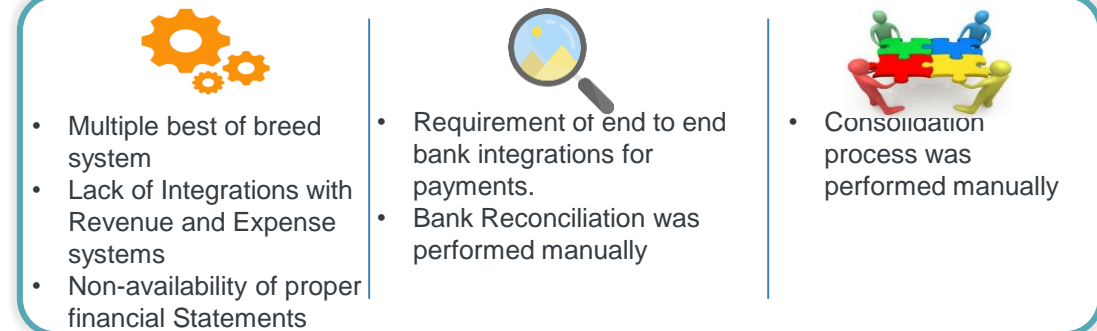 • Multiple best of breed
system
• Lack of Integrations with
Revenue and Expense
systems
• Non-availability of proper
financial Statements
• Requirement of end to end
bank integrations for
payments.
• Bank Reconciliation was
performed manually
• Consolidation
process was
performed manually